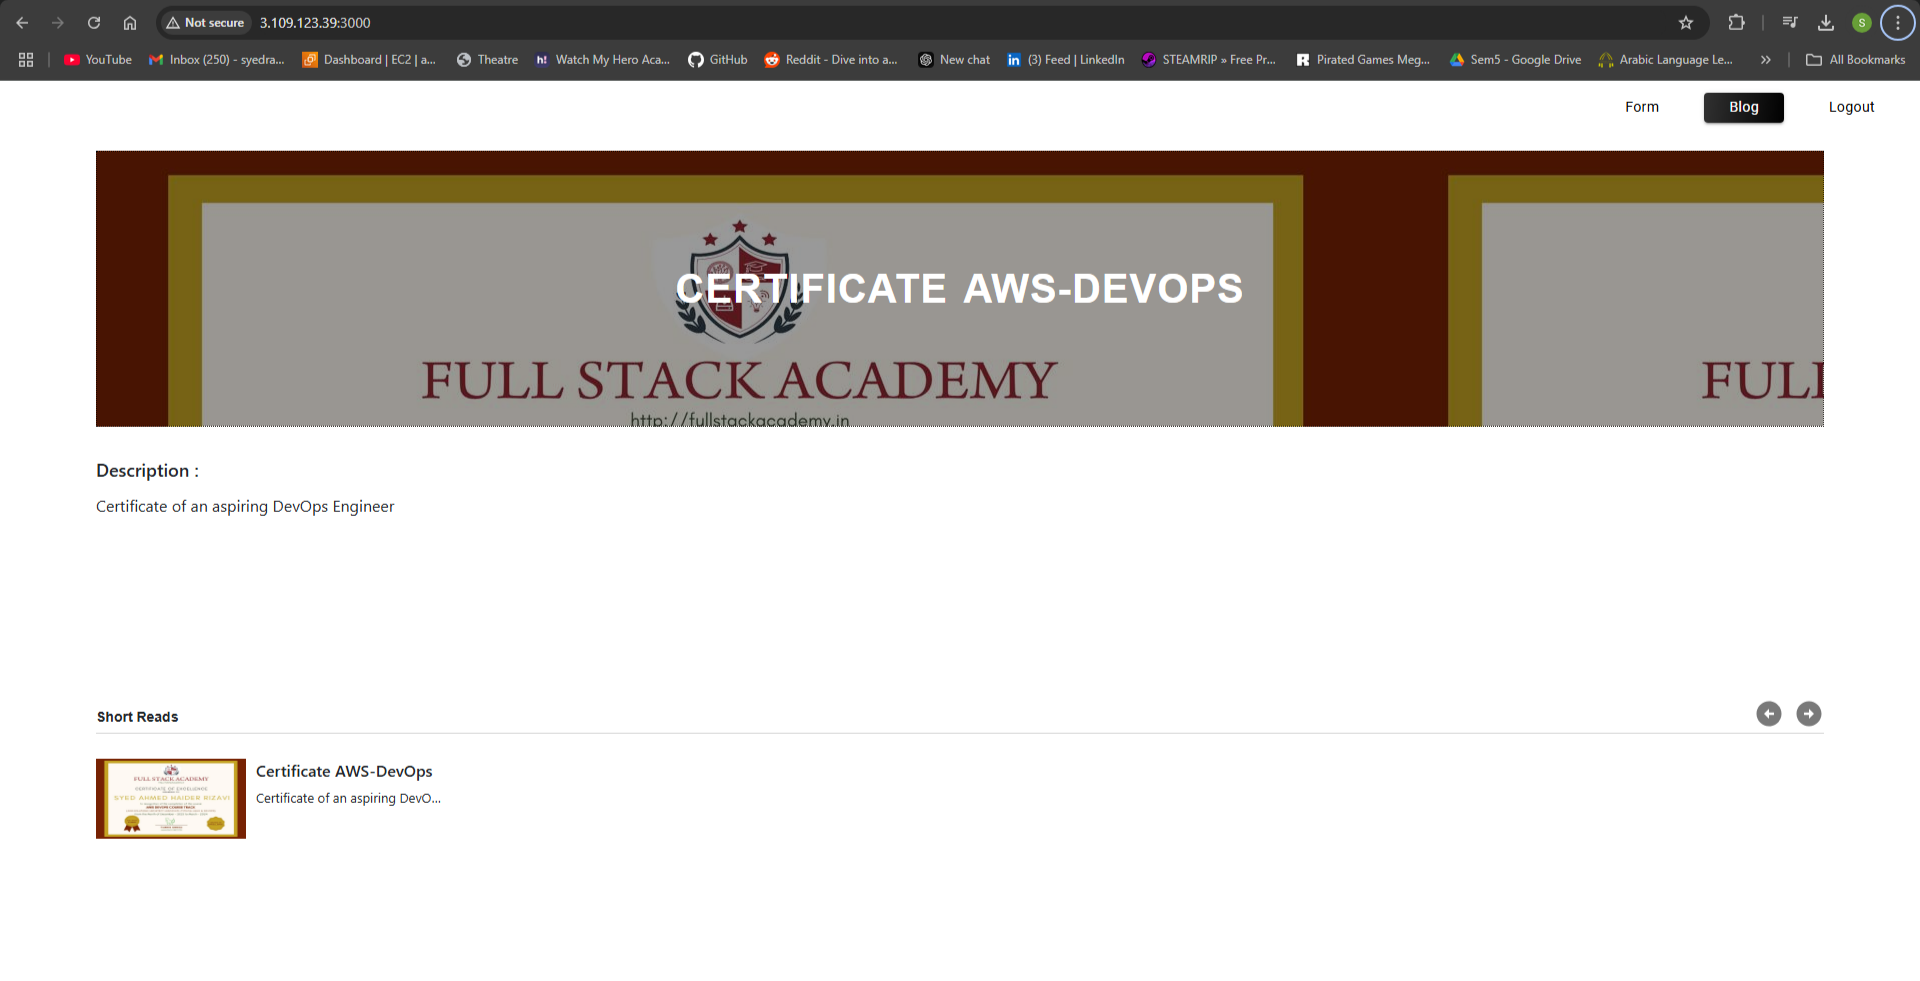 Not secure 3.109.123.39:3000 S
YouTube Inbox (250) - syedra... Dashboard | EC2 | a... Theatre h! Watch My Hero Aca... GitHub Reddit - Dive into a... New chat in (3) Feed | LinkedIn STEAMRIP » Free Pr... R Pirated Games Meg... Sem5 - Google Drive Arabic Language Le... » All Bookmarks
Form Blog Logout
CERTIFICATE AWS-DEVOPS
FULL STACK ACADEMY FULL
http://fullstackacademy.in
Description :
Certificate of an aspiring DevOps Engineer
Short Reads
FULL STACK ACADEMY
CERTIFICATE OF EXCELLENCE
SYED AHMED HAIDER RIZAVI
Certificate AWS-DevOps
Certificate of an aspiring DevO...